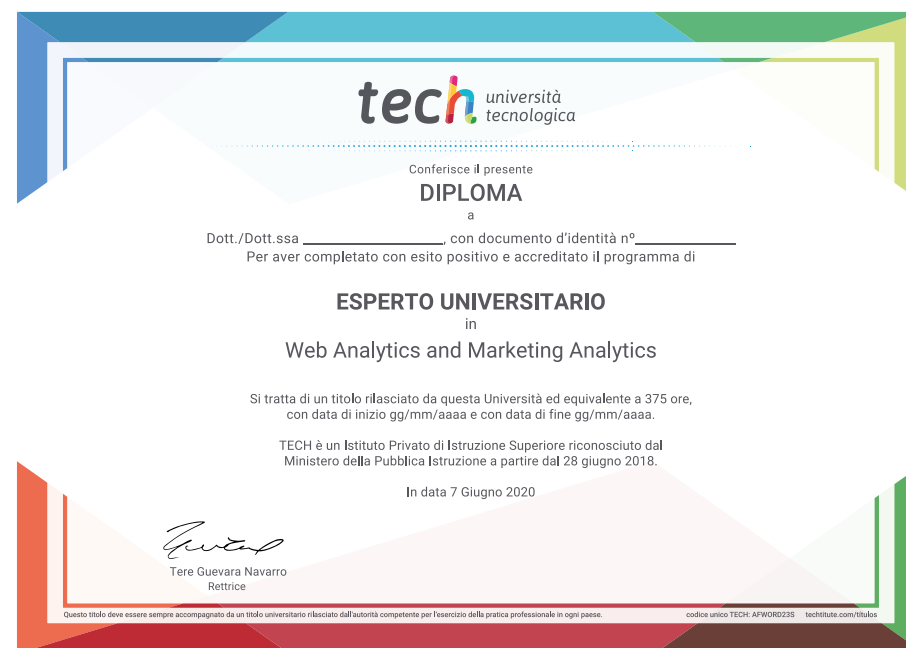 tech università
tecnologica
Conferisce il presente
DIPLOMA
a
Dott./Dott.ssa ________________, con documento d'identità nº____________
Per aver completato con esito positivo e accreditato il programma di
ESPERTO UNIVERSITARIO
in
Web Analytics and Marketing Analytics
Si tratta di un titolo rilasciato da questa Università ed equivalente a 375 ore,
con data di inizio gg/mm/aaaa e con data di fine gg/mm/aaaa.
TECH è un Istituto Privato di Istruzione Superiore riconosciuto dal
Ministero della Pubblica Istruzione a partire dal 28 giugno 2018.
In data 7 Giugno 2020
Tere Guevara Navarro
Rettrice
Questo titolo deve essere sempre accompagnato da un titolo universitario rilasciato dall'autorità competente per l'esercizio della pratica professionale in ogni paese. codice unico TECH: AFWORD23S techtitute.com/titulos